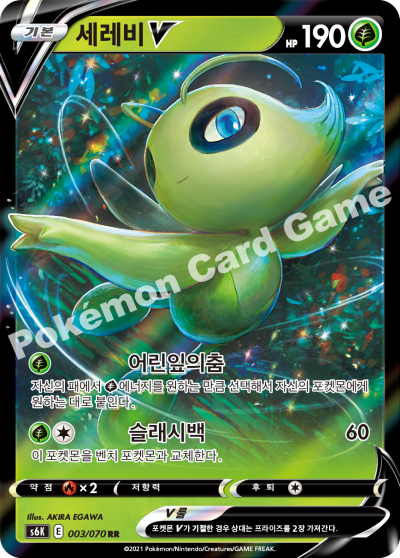 기본 세레비 V HP 190
Pokémon Card Game
어린잎의춤
자신의 패에서 에너지를 원하는 만큼 선택해서 자신의 포켓몬에게
원하는 대로 붙인다.
슬래시백 60
이 포켓몬을 벤치 포켓몬과 교체한다.
약점 ×2 저항력 후퇴
Illus. AKIRA EGAWA
V룰
s6K E 003/070 RR
포켓몬 V가 기절한 경우 상대는 프라이즈를 2장 가져간다.
©2021 Pokémon/Nintendo/Creatures/GAME FREAK.